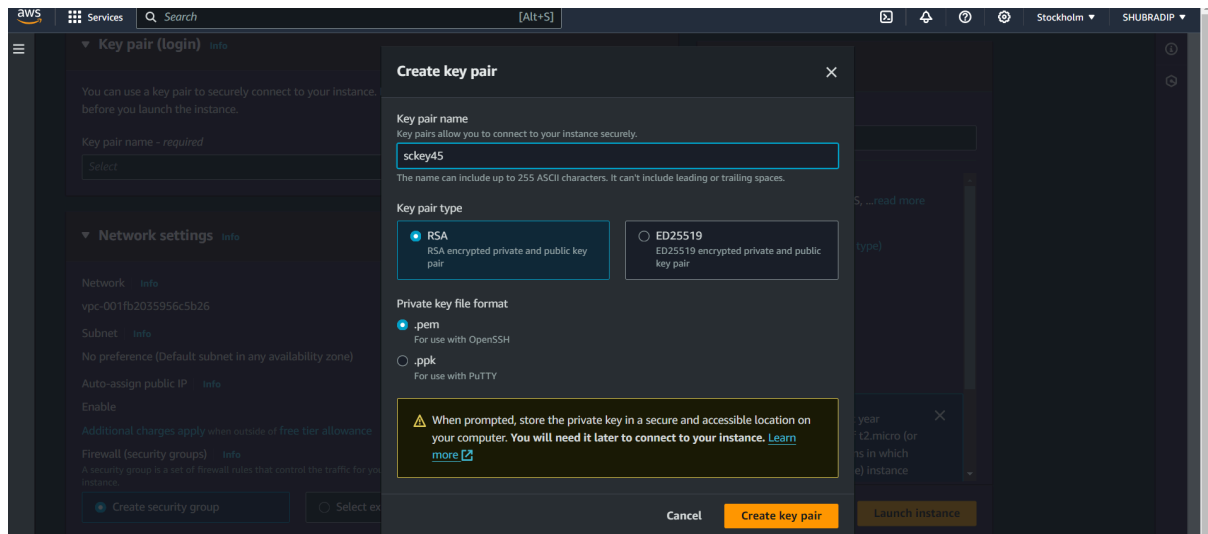 aws
Services
Search
[Alt+S]
Stockholm ▼
SHUBRADIP ▼
▼ Key pair (login) Info
You can use a key pair to securely connect to your instance.
before you launch the instance.
Key pair name - required
Select
▼ Network settings Info
Network Info
vpc-001fb2035956c5b26
Subnet Info
No preference (Default subnet in any availability zone)
Auto-assign public IP Info
Enable
Additional charges apply when outside of free tier allowance
Firewall (security groups) Info
A security group is a set of firewall rules that control the traffic for you
instance.
Create security group
Select ex
Create key pair
Key pair name
Key pairs allow you to connect to your instance securely.
sckey45
The name can include up to 255 ASCII characters. It can't include leading or trailing spaces.
Key pair type
RSA
RSA encrypted private and public key
pair
ED25519
ED25519 encrypted private and public
key pair
Private key file format
.pem
For use with OpenSSH
.ppk
For use with PuTTY
When prompted, store the private key in a secure and accessible location on
your computer. You will need it later to connect to your instance. Learn
more
Cancel
Create key pair
S, ...read more
type)
year
t2.micro (or
ns in which
e) instance
Launch instance